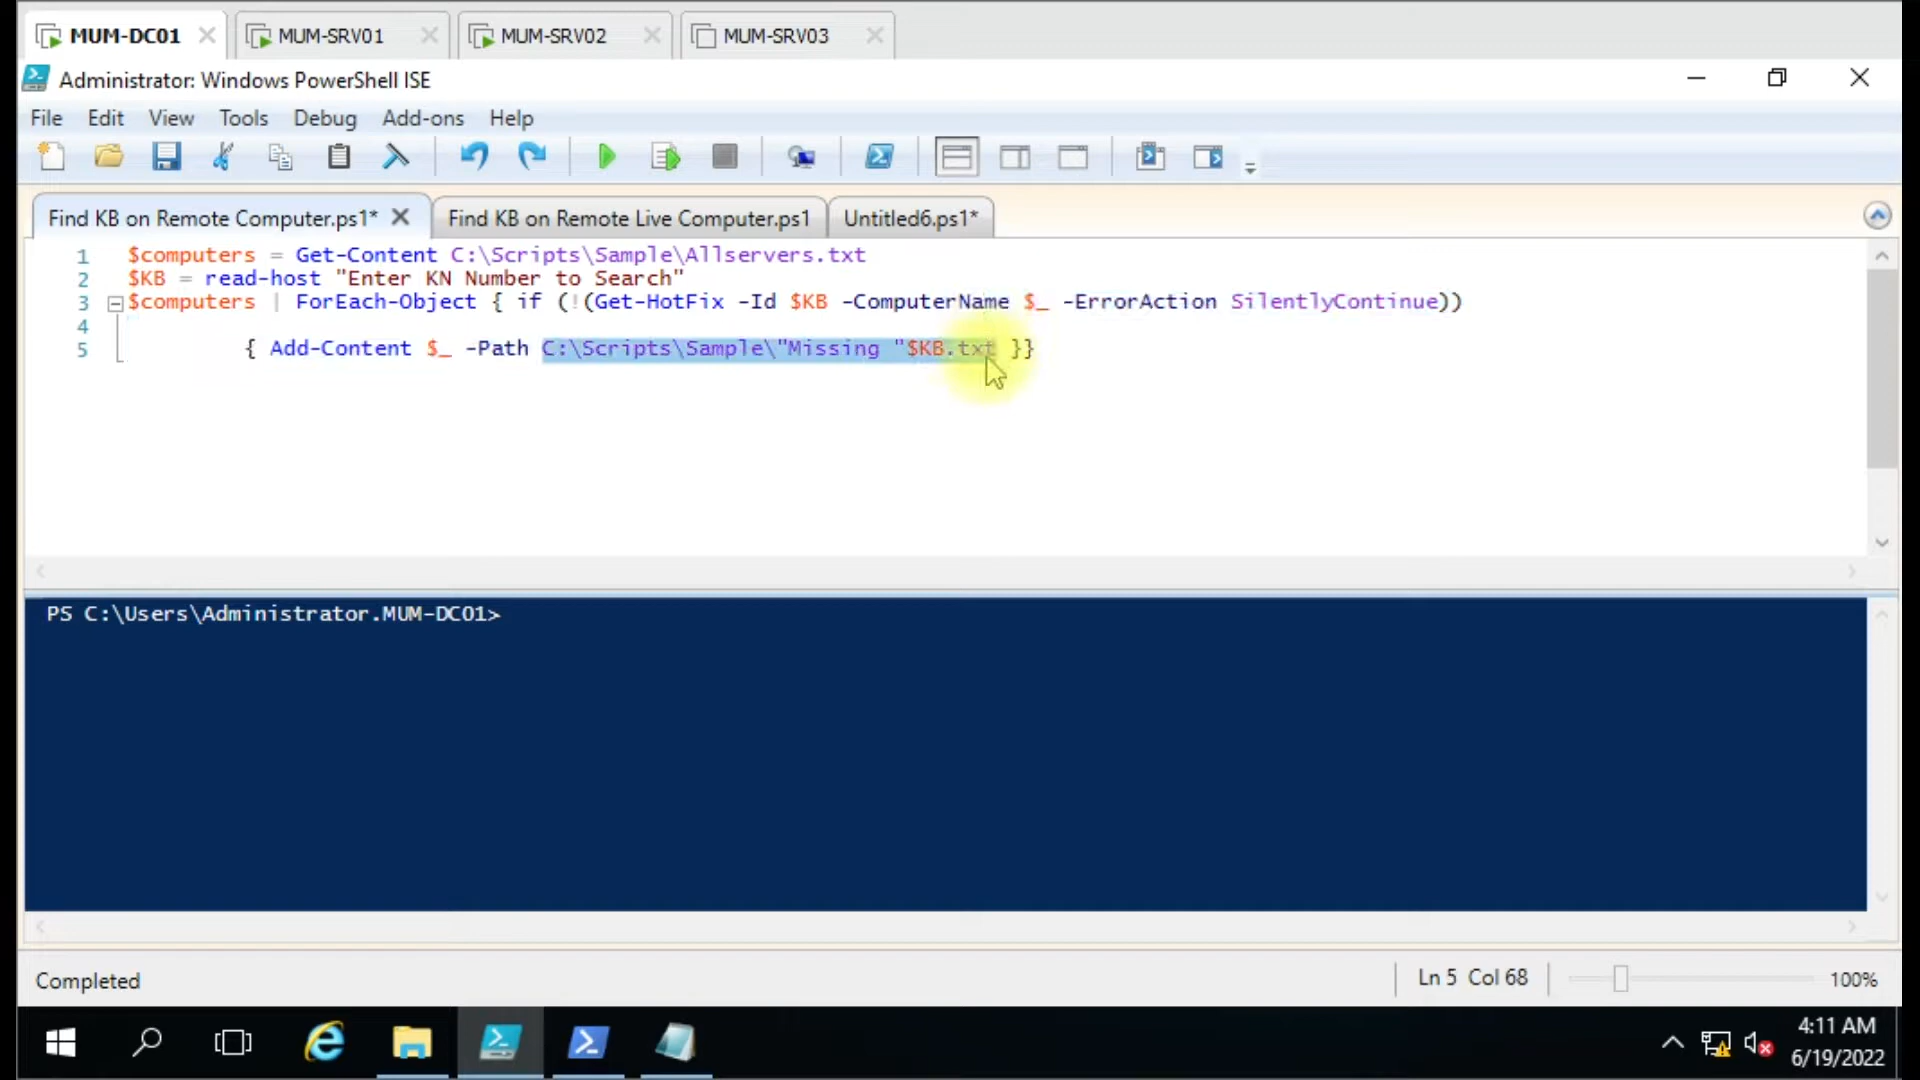 MUM-DC01 MUM-SRV01 MUM-SRV02 MUM-SRV03
Administrator: Windows PowerShell ISE
File Edit View Tools Debug Add-ons Help
Find KB on Remote Computer.ps1* Find KB on Remote Live Computer.ps1 Untitled6.ps1*
1 $computers = Get-Content C:\Scripts\Sample\Allservers.txt
2 $KB = read-host "Enter KN Number to Search"
3 $computers | ForEach-Object { if (!(Get-HotFix -Id $KB -ComputerName $_ -ErrorAction SilentlyContinue))
4
5 { Add-Content $_ -Path C:\Scripts\Sample\"Missing "$KB.txt }}
PS C:\Users\Administrator.MUM-DC01>
Completed Ln 5 Col 68 100%
4:11 AM
6/19/2022